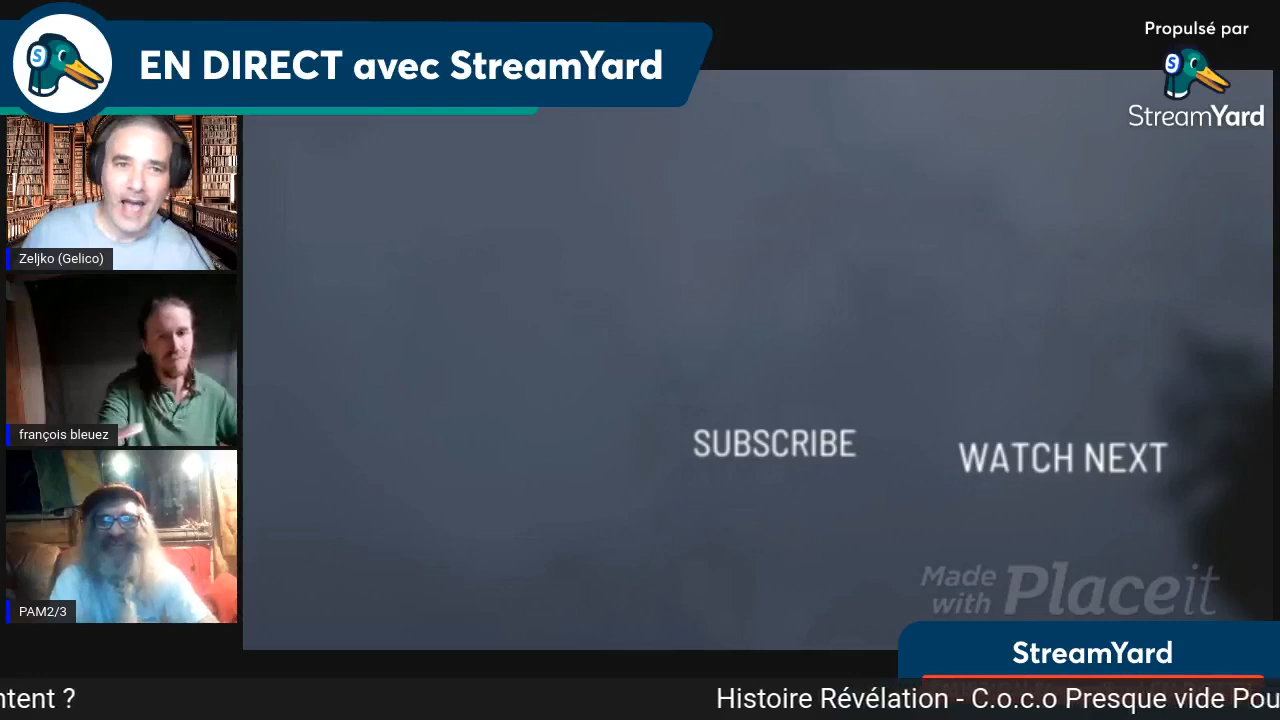 EN DIRECT avec StreamYard
Propulsé par
StreamYard
S
S
Zeljko (Gelico)
françois bleuez
PAM2/3
SUBSCRIBE
WATCH NEXT
Made
with Placeit
StreamYard
ntent ?
Histoire Révélation - C.o.c.o Presque vide Pou